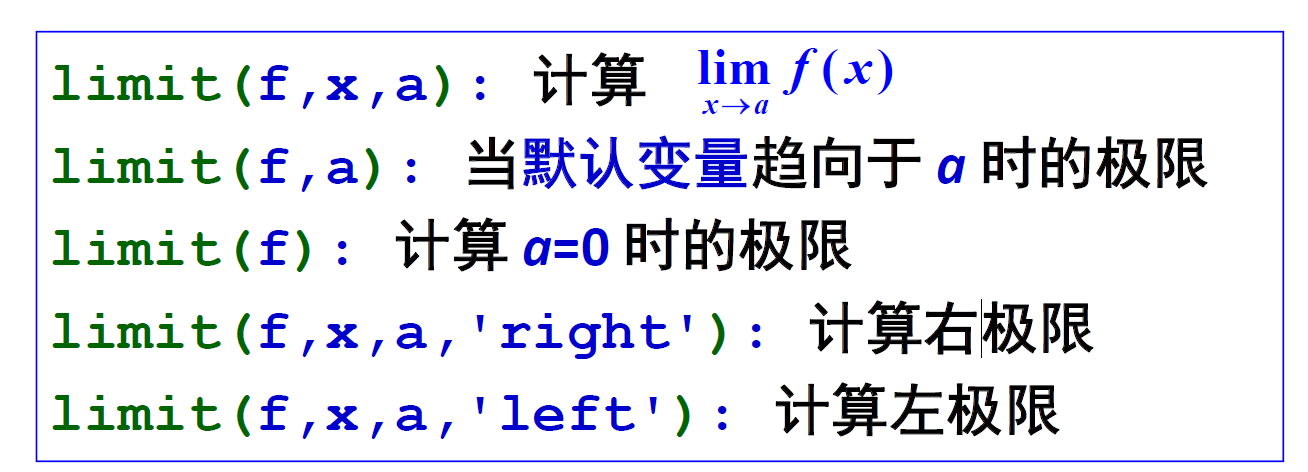 limit(f,x,a): 计算 lim x→a f(x)
limit(f,a): 当默认变量趋向于 a 时的极限
limit(f): 计算 a=0 时的极限
limit(f,x,a,'right'): 计算右极限
limit(f,x,a,'left'): 计算左极限